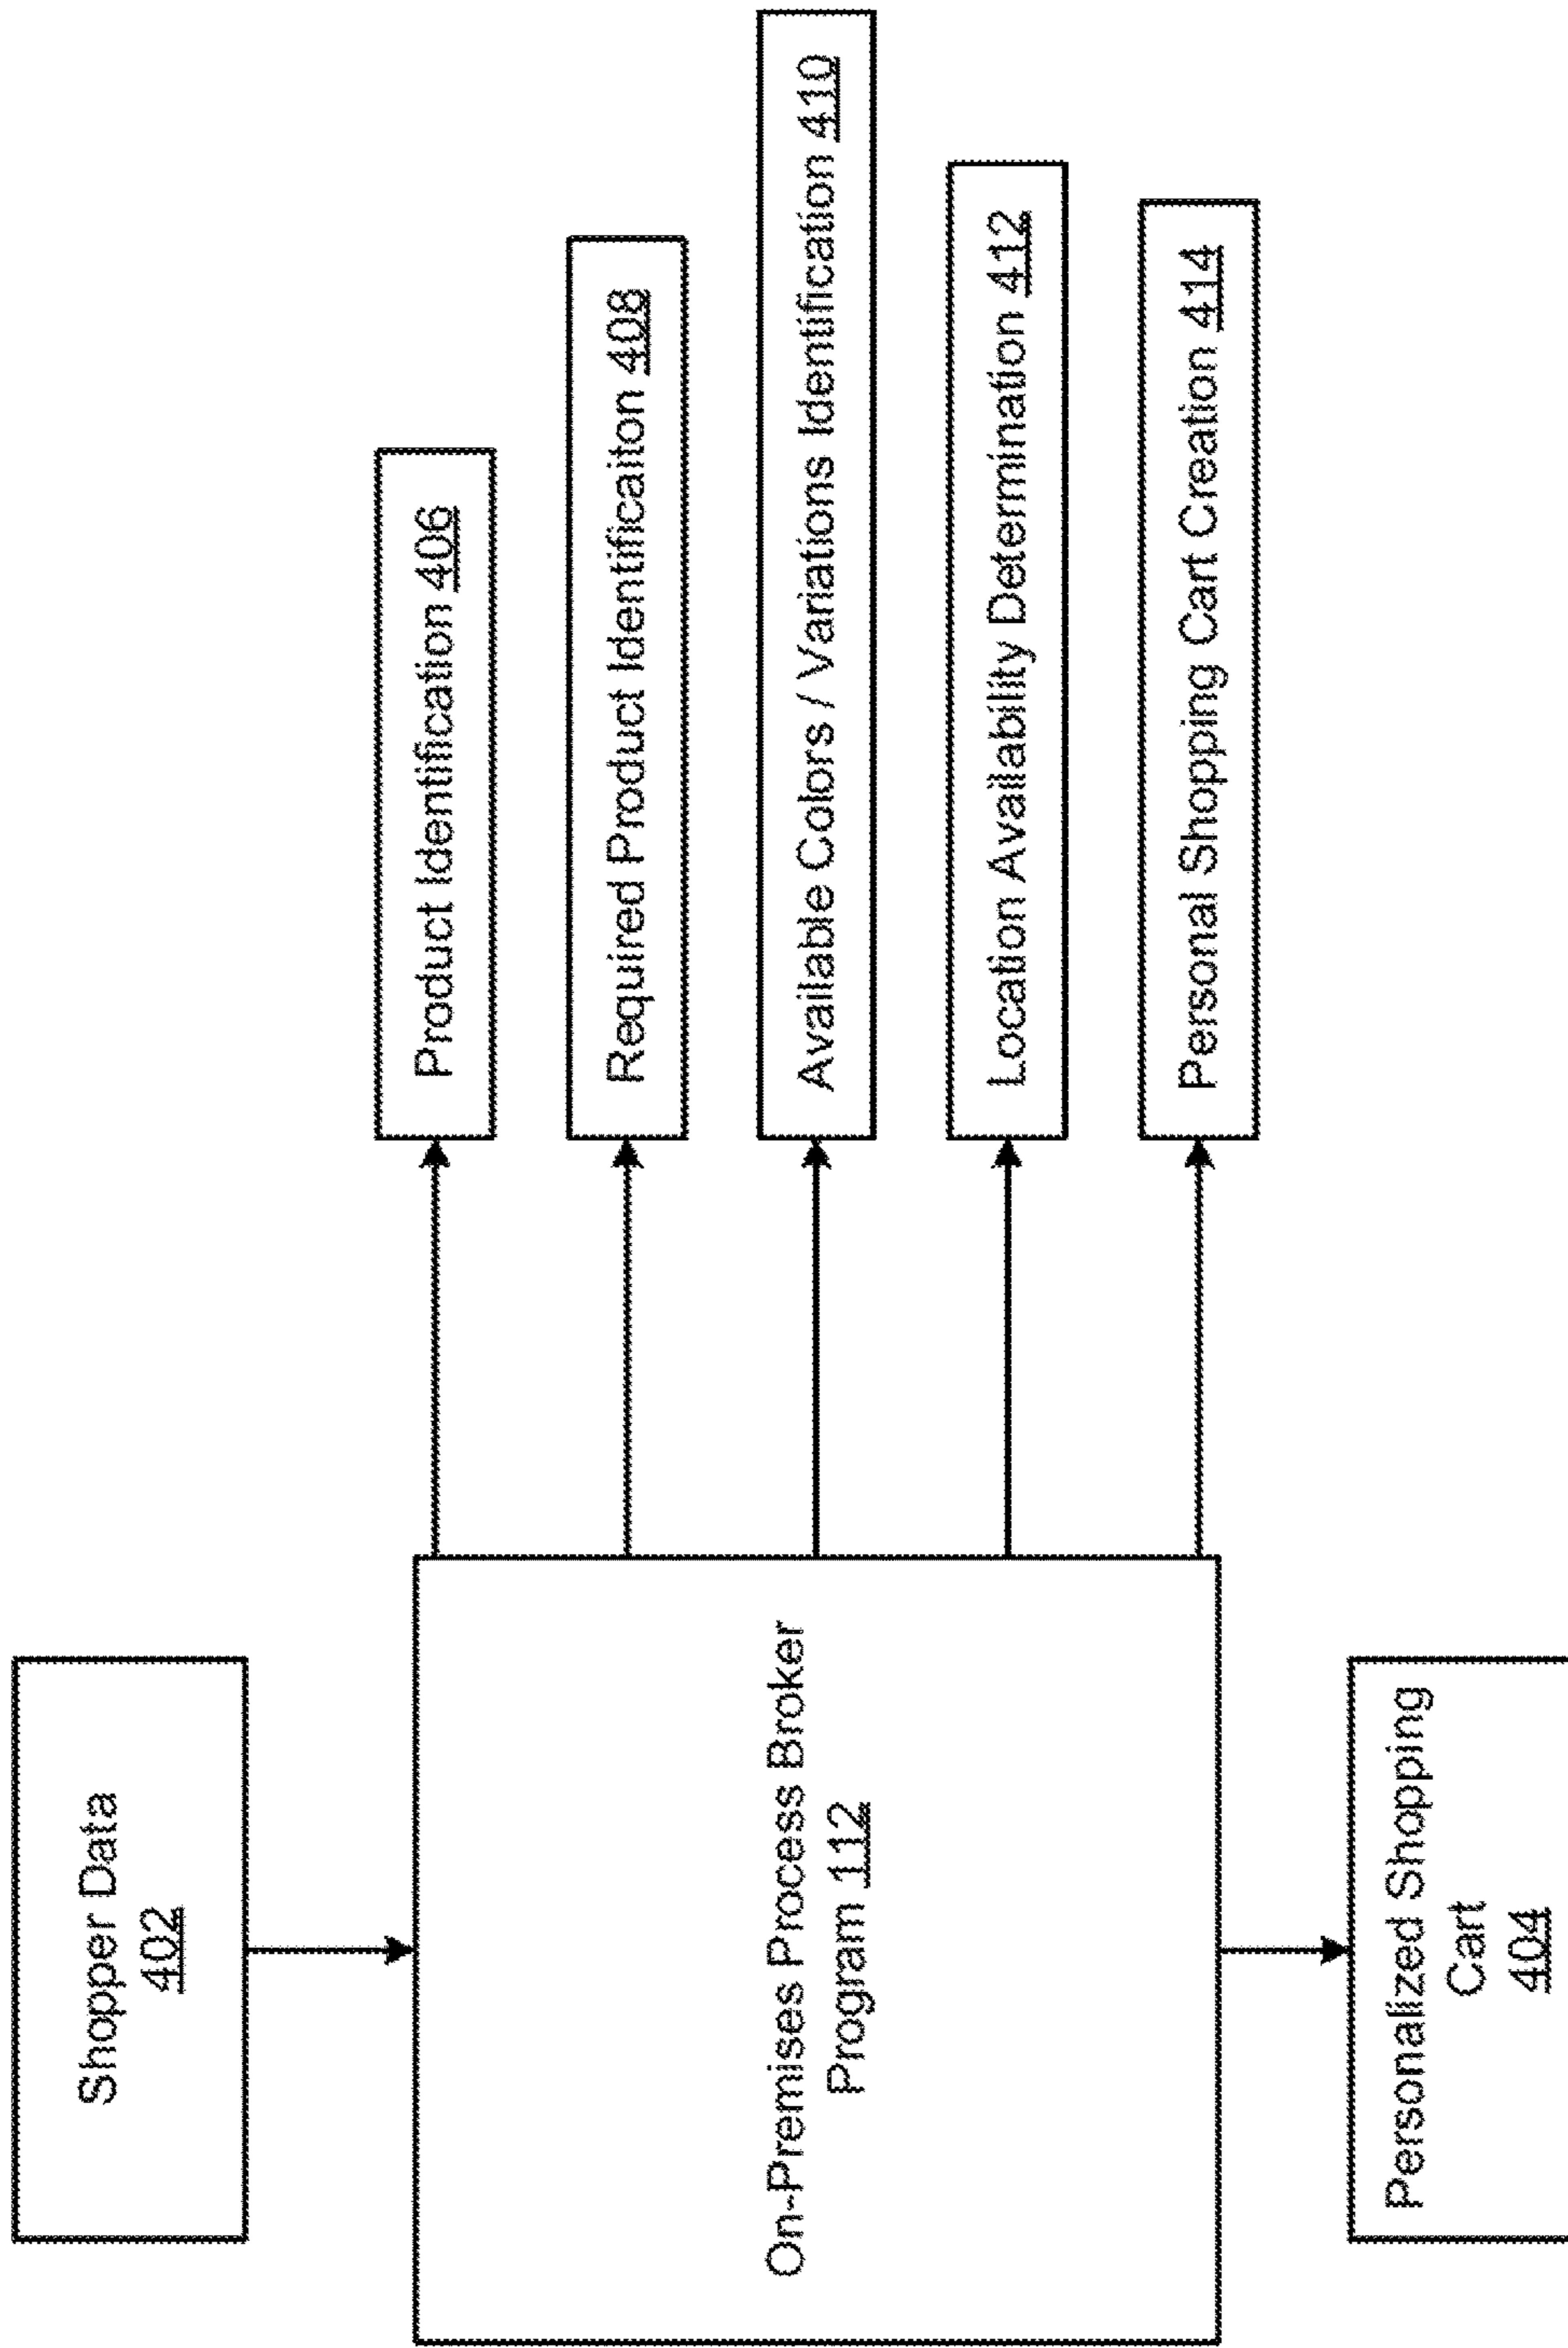 Shopper Data
402
On-Premises Process Broker
Program 112
Personalized Shopping
Cart
404
Product Identification 406
Required Product Identificaiton 408
Available Colors / Variations Identification 410
Location Availability Determination 412
Personal Shopping Cart Creation 414